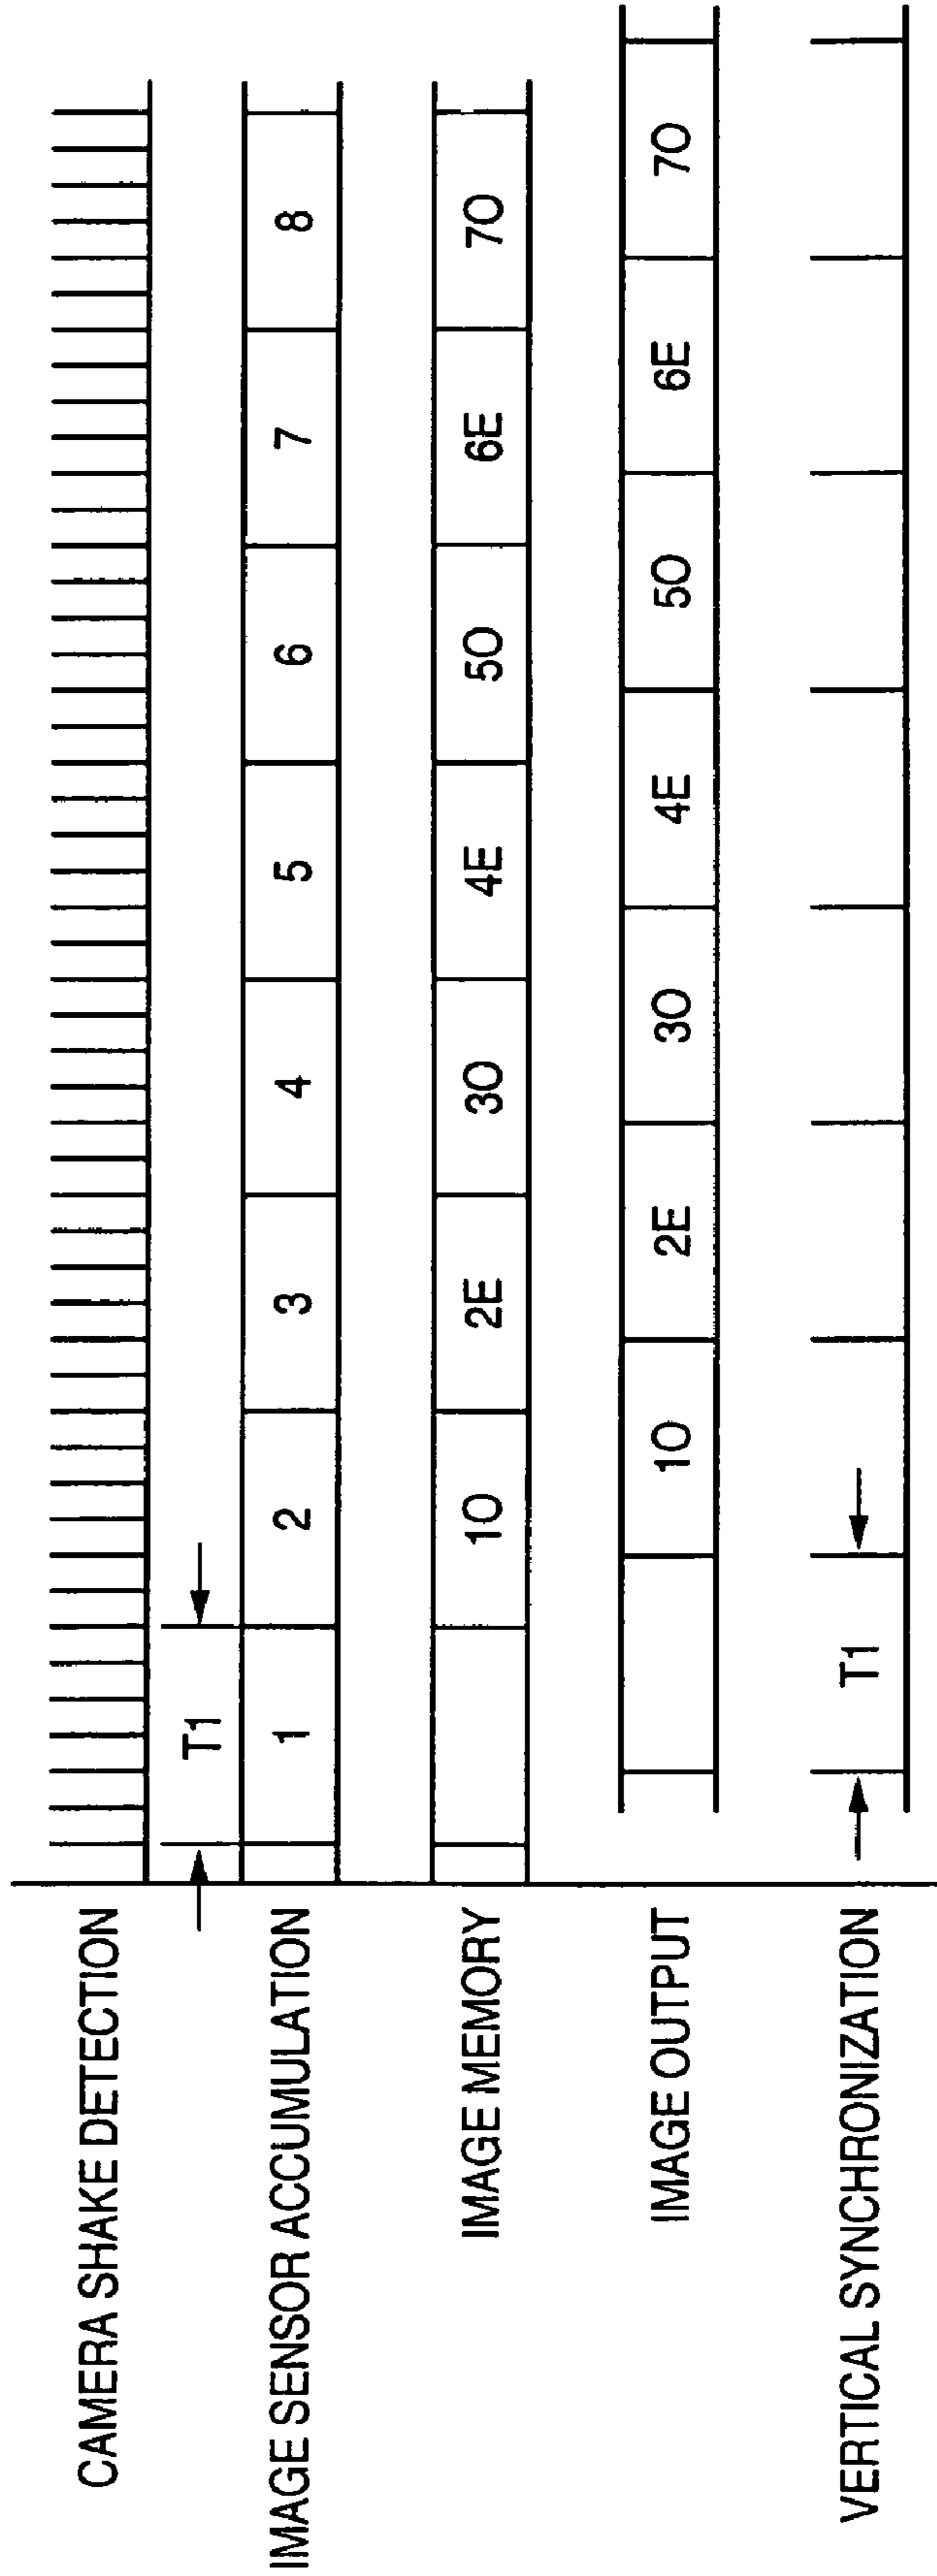 CAMERA SHAKE DETECTION
T1
IMAGE SENSOR ACCUMULATION 1 2 3 4 5 6 7 8
IMAGE MEMORY 1O 2E 3O 4E 5O 6E 7O
IMAGE OUTPUT 1O 2E 3O 4E 5O 6E 7O
VERTICAL SYNCHRONIZATION T1